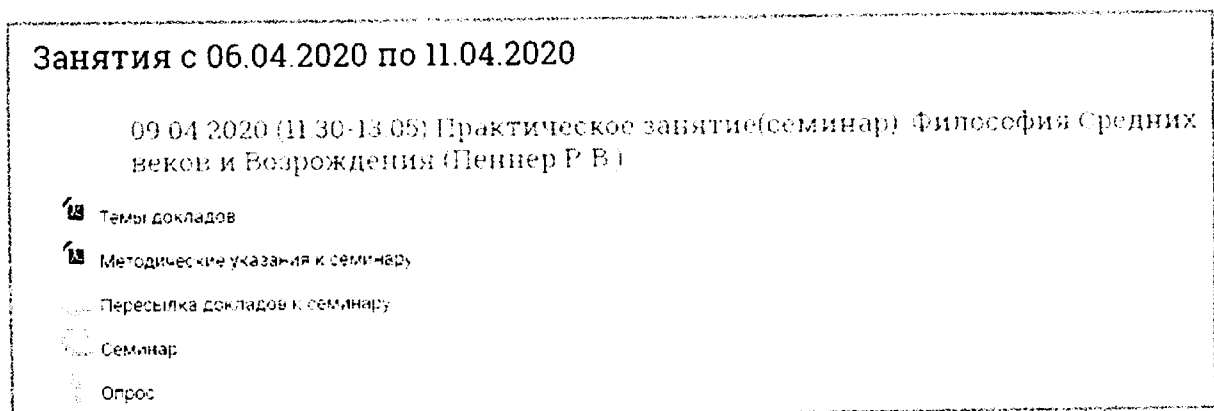 Занятия с 06.04.2020 по 11.04.2020
09.04.2020 (11.30-13.05) Практическое занятие(семинар). Философия Средних
веков и Возрождения (Пеннер Р.В.)
Темы докладов
Методические указания к семинару
Пересылка докладов к семинару
Семинар
Опрос